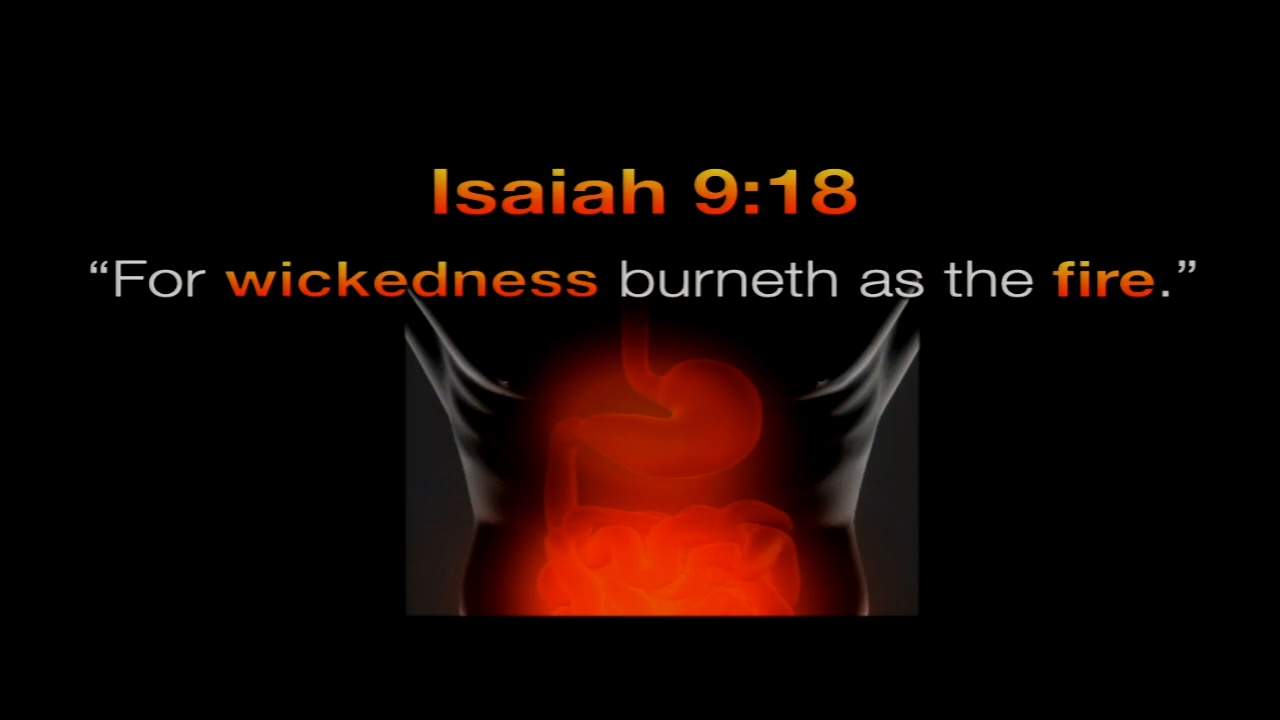 Isaiah 9:18
“For wickedness burneth as the fire.”